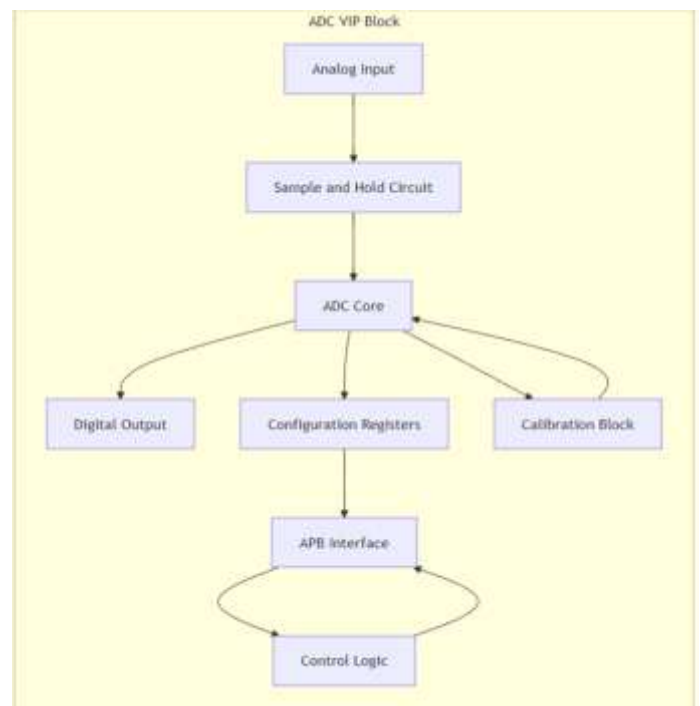 ADC VIP Block
Analog Input
Sample and Hold Circuit
ADC Core
Digital Output
Configuration Registers
Calibration Block
APB Interface
Control Logic